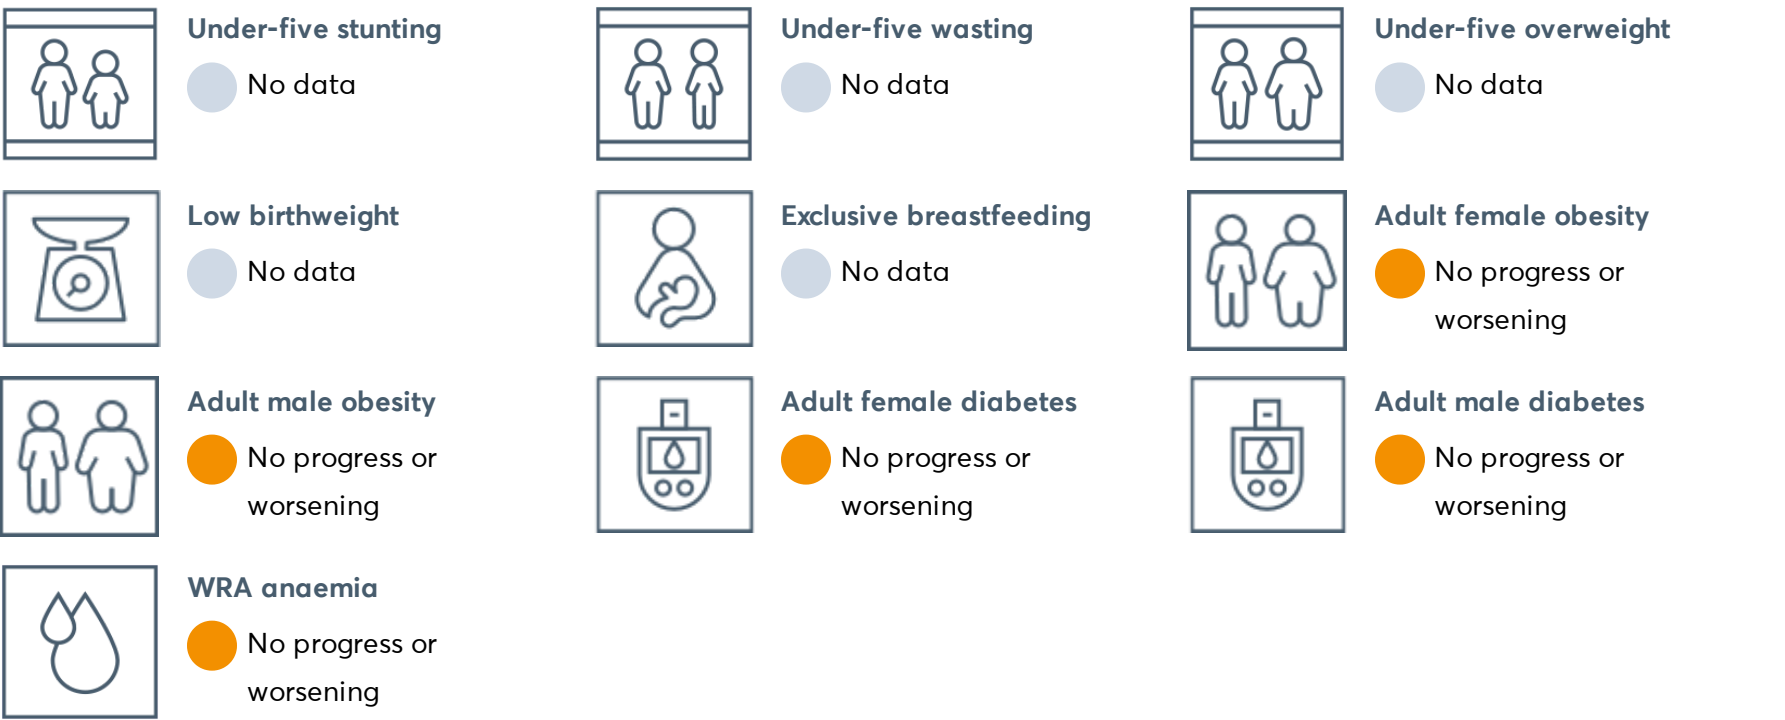 Under-five stunting
No data
Under-five wasting
No data
Under-five overweight
No data
Low birthweight
No data
Exclusive breastfeeding
No data
Adult female obesity
No progress or
worsening
Adult male obesity
No progress or
worsening
Adult female diabetes
No progress or
worsening
Adult male diabetes
No progress or
worsening
WRA anaemia
No progress or
worsening